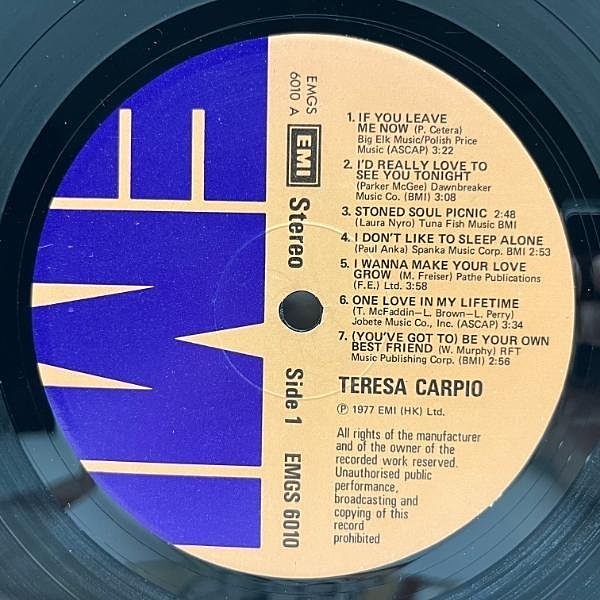 EMGS
6010 A
EMI
Stereo
Side 1
EMGS 6010
1. IF YOU LEAVE
ME NOW (P. Cetera)
Big Elk Music/Polish Price
Music (ASCAP) 3:22
2. I'D REALLY LOVE TO
SEE YOU TONIGHT
(Parker McGee) Dawnbreaker
Music Co. (BMI) 3:08
3. STONED SOUL PICNIC 2:48
(Laura Nyro) Tuna Fish Music BMI
4. I DON'T LIKE TO SLEEP ALONE
(Paul Anka) Spanka Music Corp. BMI 2:53
5. I WANNA MAKE YOUR LOVE
GROW (M. Freiser) Pathe Publications
(F.E.) Ltd. 3:58
6. ONE LOVE IN MY LIFETIME
(T. McFaddin–L. Brown–L. Perry)
Jobete Music Co., Inc. (ASCAP) 3:34
7. (YOU'VE GOT TO) BE YOUR OWN
BEST FRIEND (W. Murphy) RFT
Music Publishing Corp. (BMI) 2:56
TERESA CARPIO
Ⓟ 1977 EMI (HK) Ltd.
All rights of the manufacturer
and of the owner of the
recorded work reserved.
Unauthorised public
performance,
broadcasting and
copying of this
record
prohibited
EMI